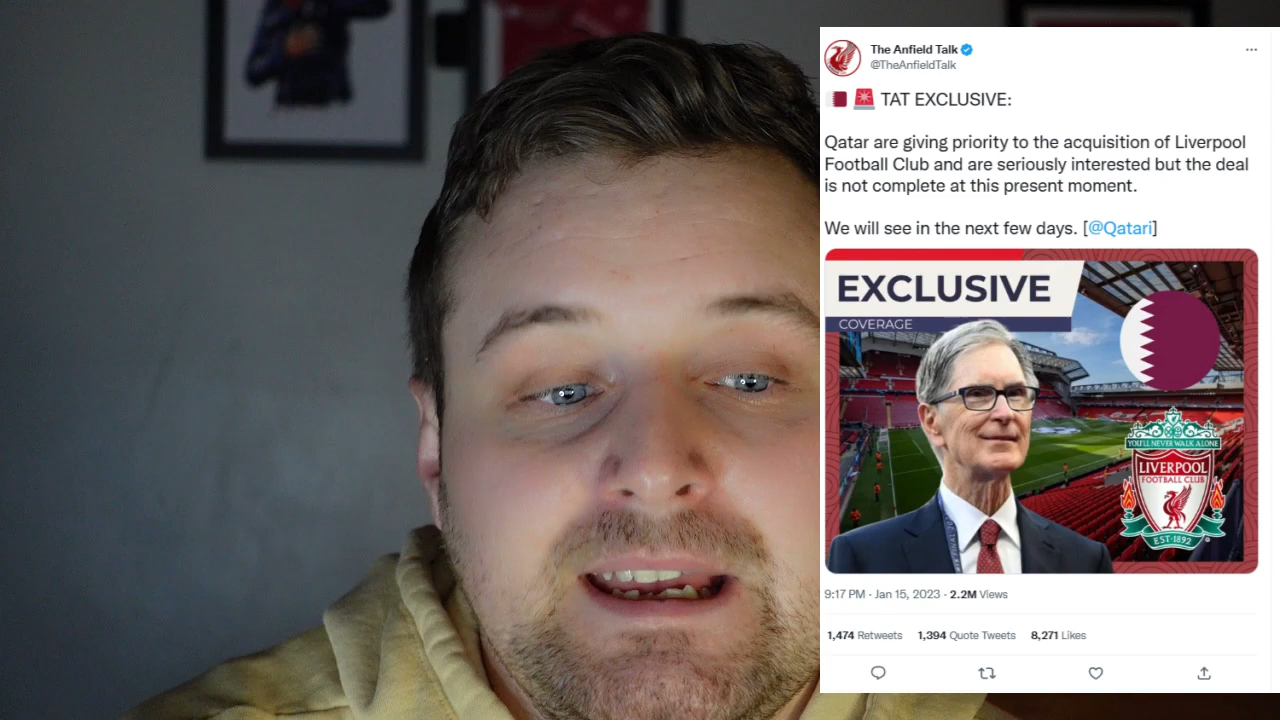 The Anfield Talk
@TheAnfieldTalk
TAT EXCLUSIVE:
Qatar are giving priority to the acquisition of Liverpool
Football Club and are seriously interested but the deal
is not complete at this present moment.
We will see in the next few days. [@Qatari]
EXCLUSIVE
COVERAGE
YOU'LL NEVER WALK ALONE
LIVERPOOL
FOOTBALL CLUB
EST·1892
9:17 PM · Jan 15, 2023 · 2.2M Views
1,474 Retweets 1,394 Quote Tweets 8,271 Likes